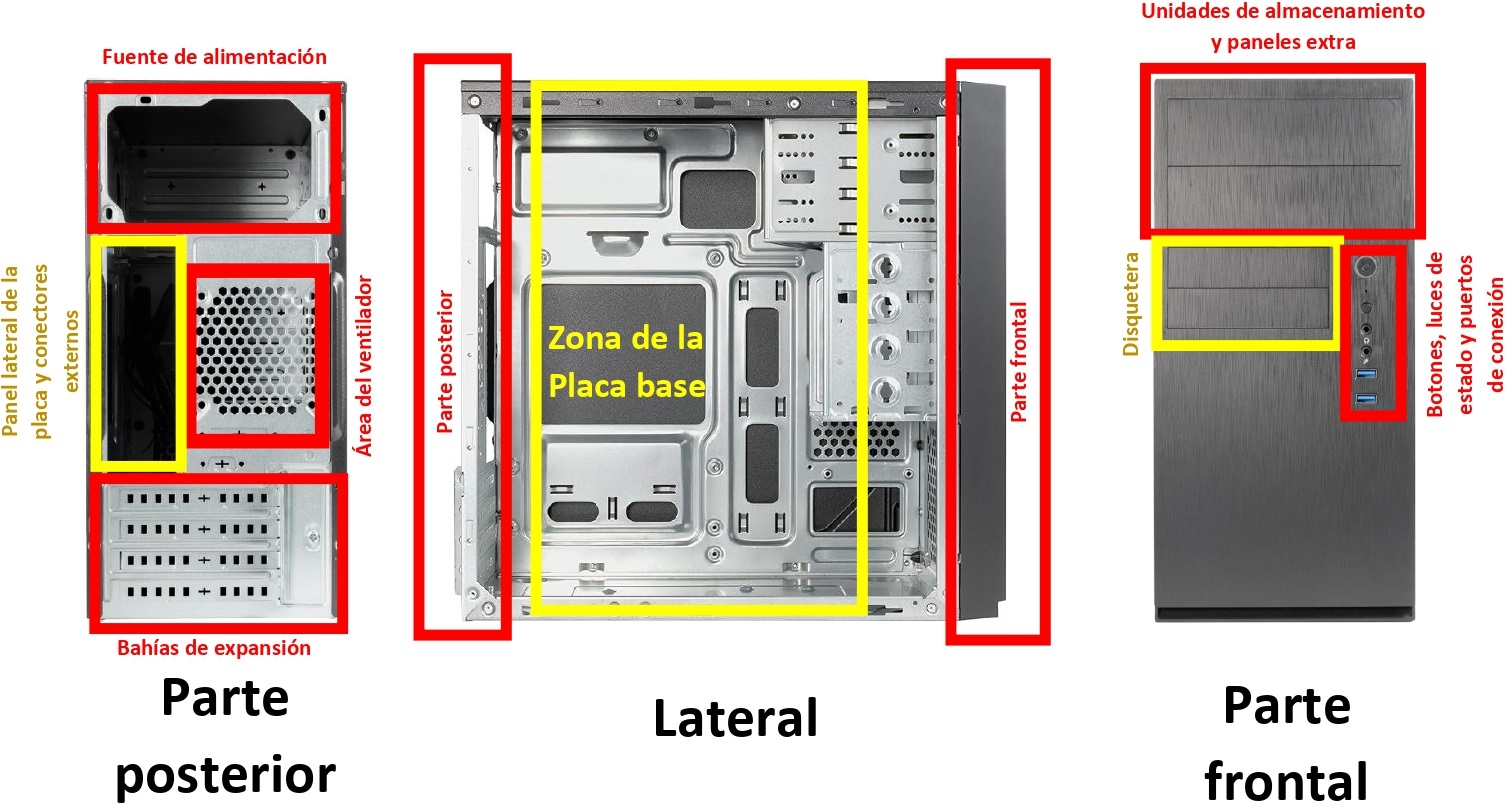 Fuente de alimentación
Panel lateral de la
placa y conectores
externos
Área del ventilador
Bahías de expansión
Parte
posterior
Parte posterior
Zona de la
Placa base
Parte frontal
Lateral
Unidades de almacenamiento
y paneles extra
Disquetera
Botones, luces de
estado y puertos
de conexión
Parte
frontal